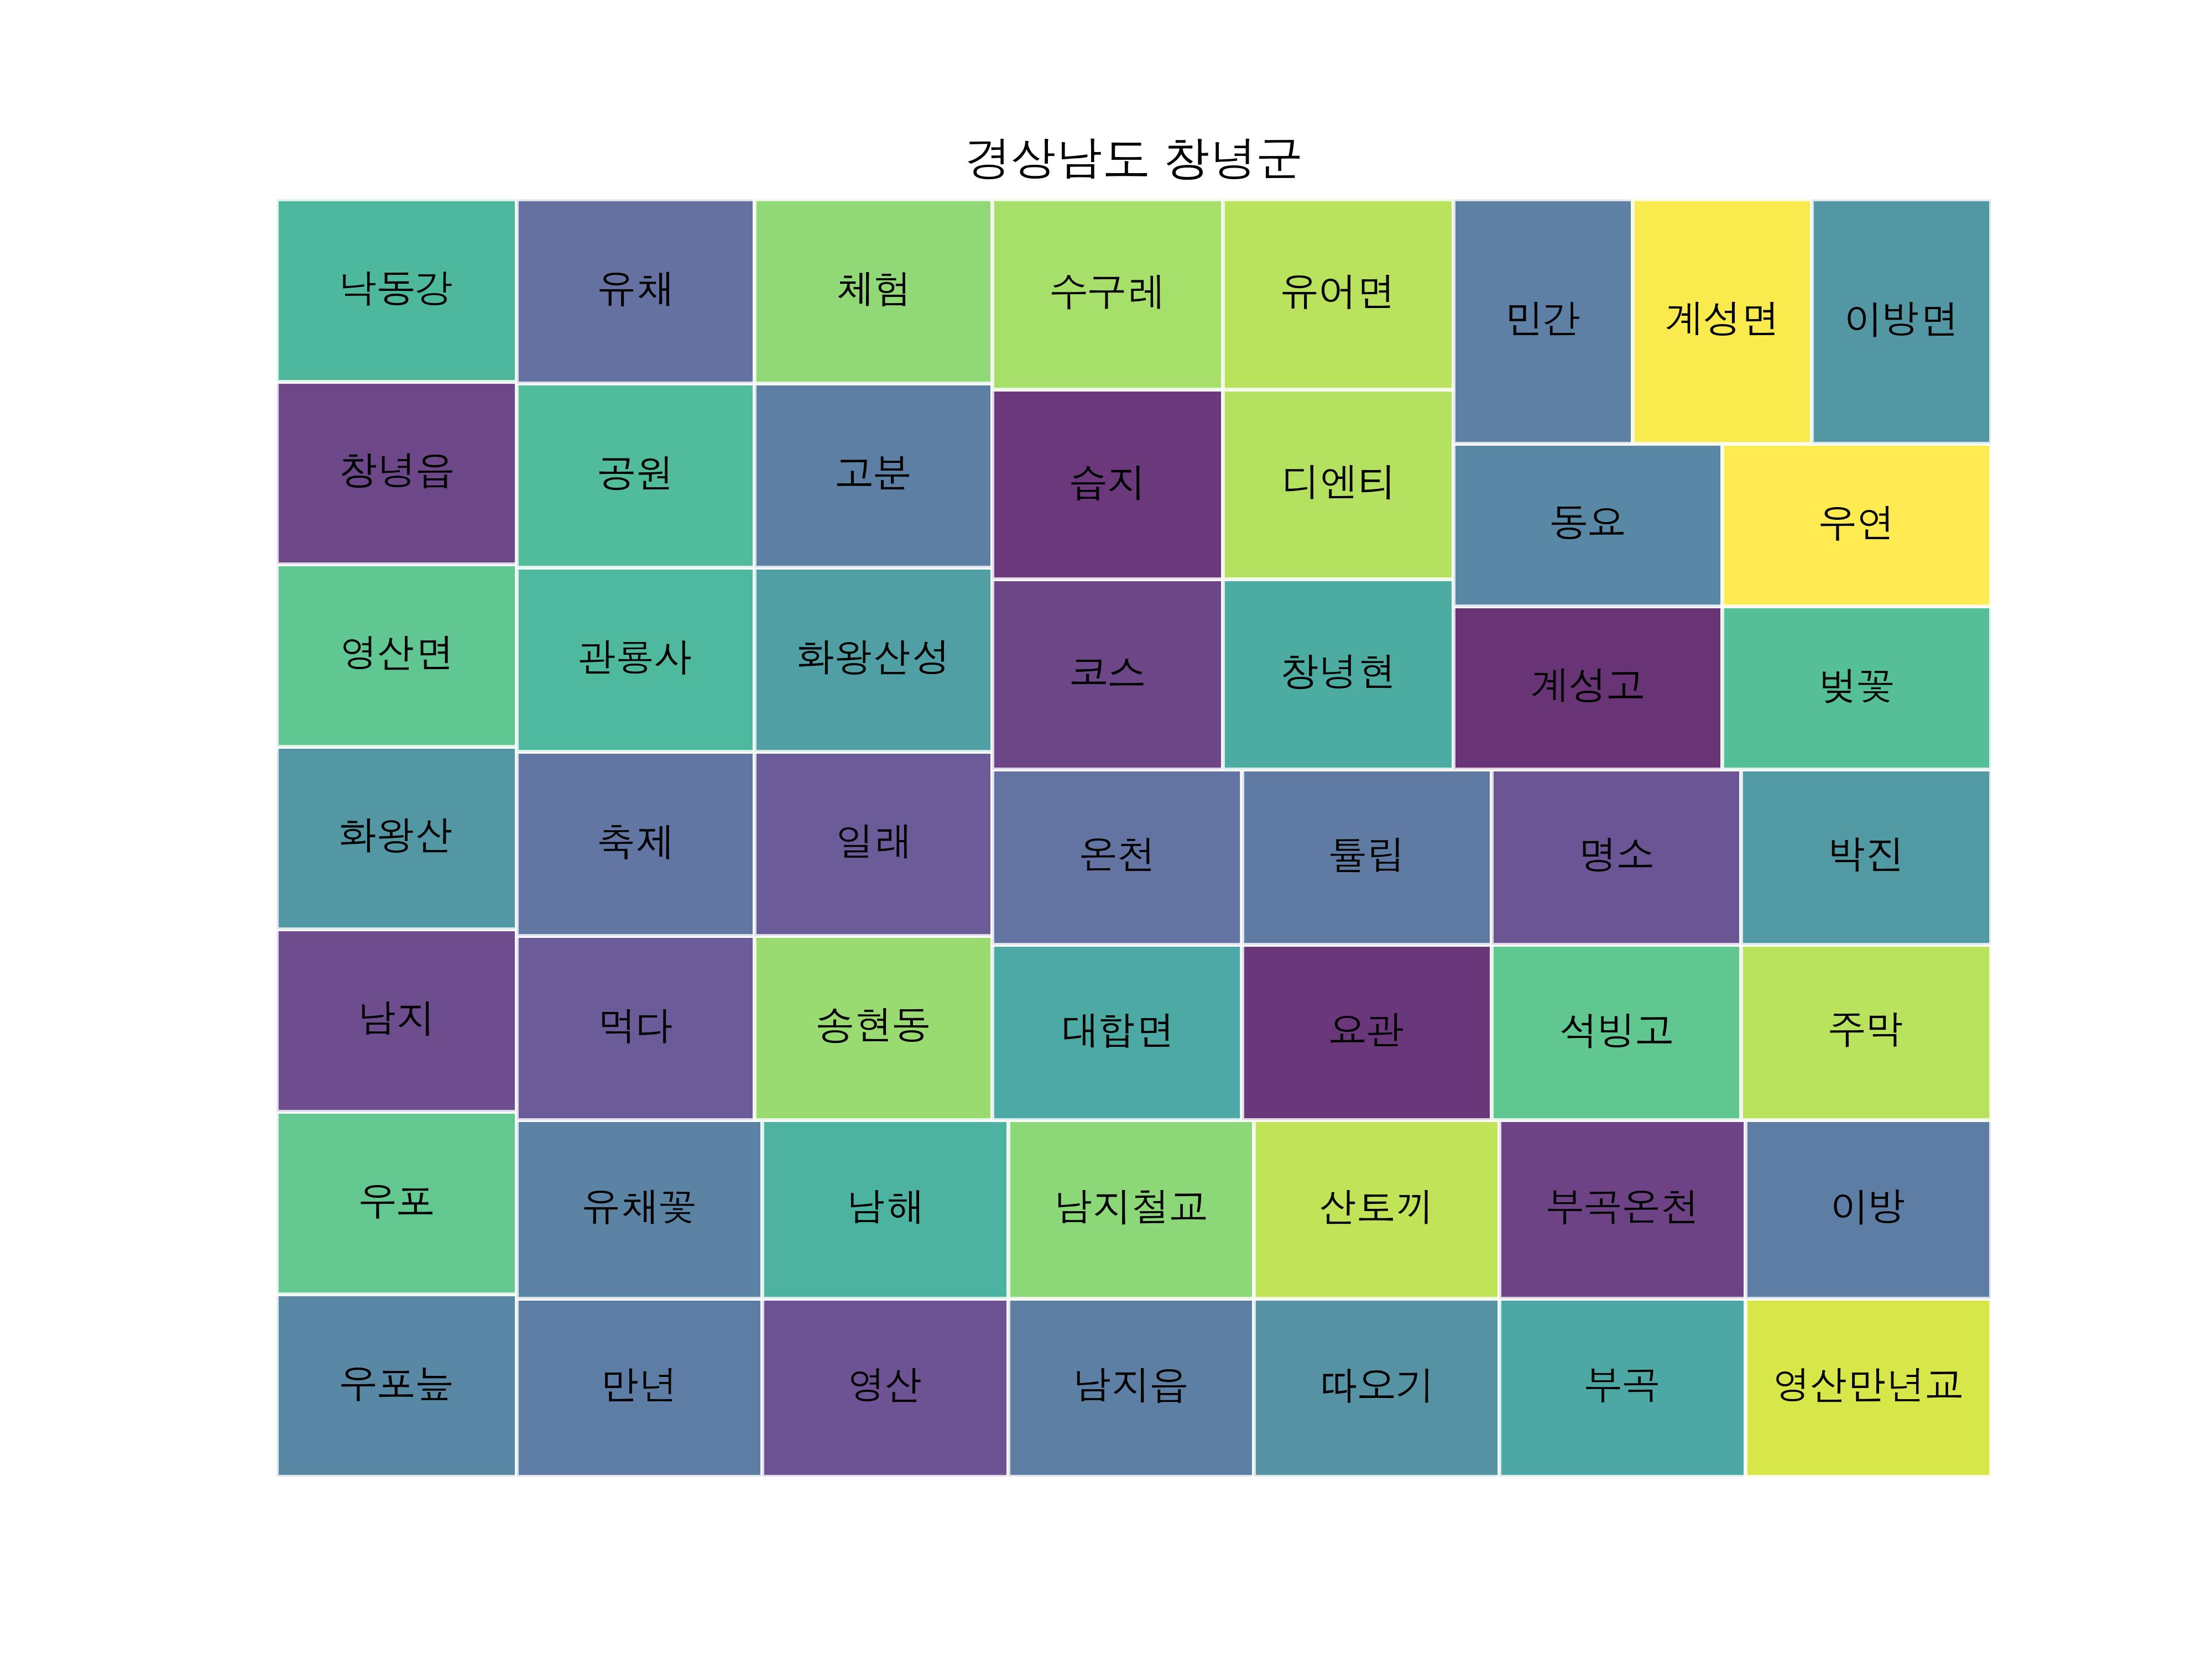 경상남도 창녕군
낙동강 유채 체험 수구레 유어면 민간 계성면 이방면
창녕읍 공원 고분 습지 디엔티 동요 우연
영산면 관룡사 화왕산성 코스 창녕현 계성고 벚꽃
화왕산 축제 일래 온천 튤립 명소 박진
남지 먹다 송현동 대합면 요관 석빙고 주막
우포 유채꽃 남해 남지철교 산토끼 부곡온천 이방
우포늪 만년 영산 남지읍 따오기 부곡 영산만년교